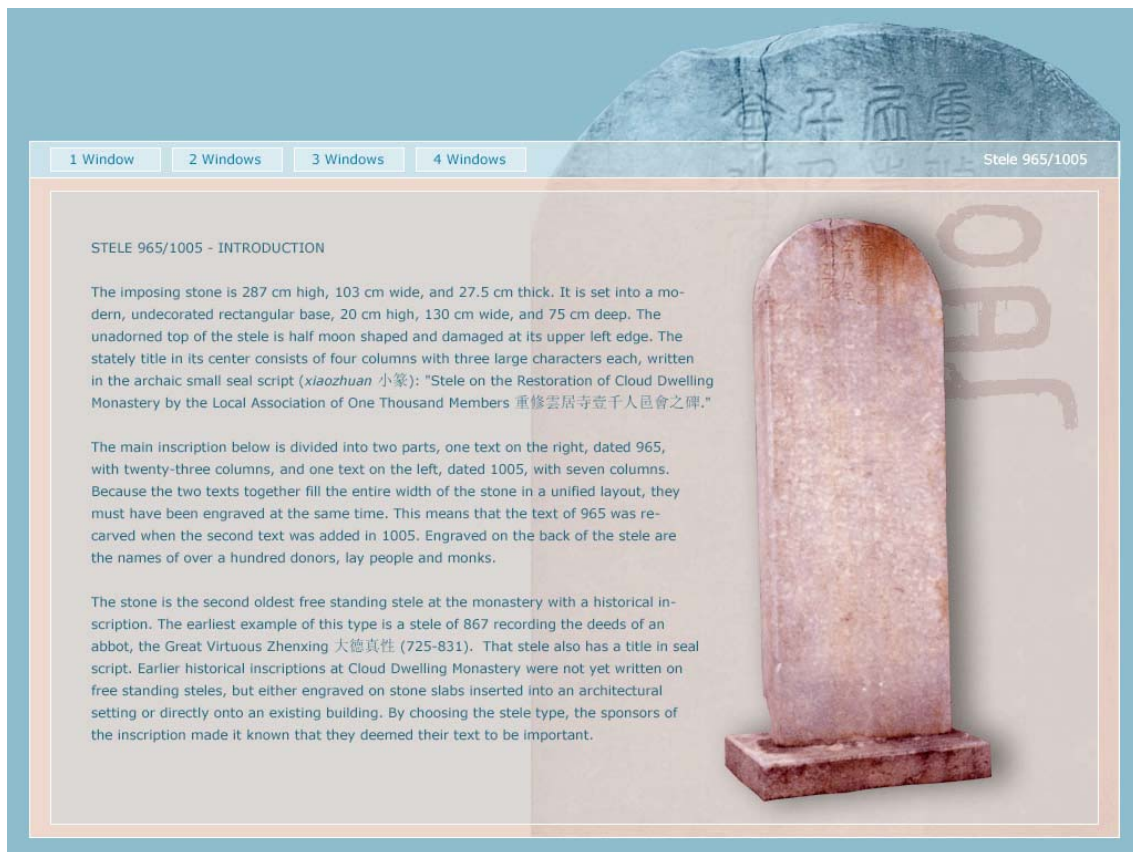 1 Window
2 Windows
3 Windows
4 Windows
Stele 965/1005
STELE 965/1005 - INTRODUCTION
The imposing stone is 287 cm high, 103 cm wide, and 27.5 cm thick. It is set into a mo-
dern, undecorated rectangular base, 20 cm high, 130 cm wide, and 75 cm deep. The
unadorned top of the stele is half moon shaped and damaged at its upper left edge. The
stately title in its center consists of four columns with three large characters each, written
in the archaic small seal script (xiaozhuan 小篆): "Stele on the Restoration of Cloud Dwelling
Monastery by the Local Association of One Thousand Members 重修雲居寺壹千人邑會之碑."
The main inscription below is divided into two parts, one text on the right, dated 965,
with twenty-three columns, and one text on the left, dated 1005, with seven columns.
Because the two texts together fill the entire width of the stone in a unified layout, they
must have been engraved at the same time. This means that the text of 965 was re-
carved when the second text was added in 1005. Engraved on the back of the stele are
the names of over a hundred donors, lay people and monks.
The stone is the second oldest free standing stele at the monastery with a historical in-
scription. The earliest example of this type is a stele of 867 recording the deeds of an
abbot, the Great Virtuous Zhenxing 大德真性 (725-831).  That stele also has a title in seal
script. Earlier historical inscriptions at Cloud Dwelling Monastery were not yet written on
free standing steles, but either engraved on stone slabs inserted into an architectural
setting or directly onto an existing building. By choosing the stele type, the sponsors of
the inscription made it known that they deemed their text to be important.